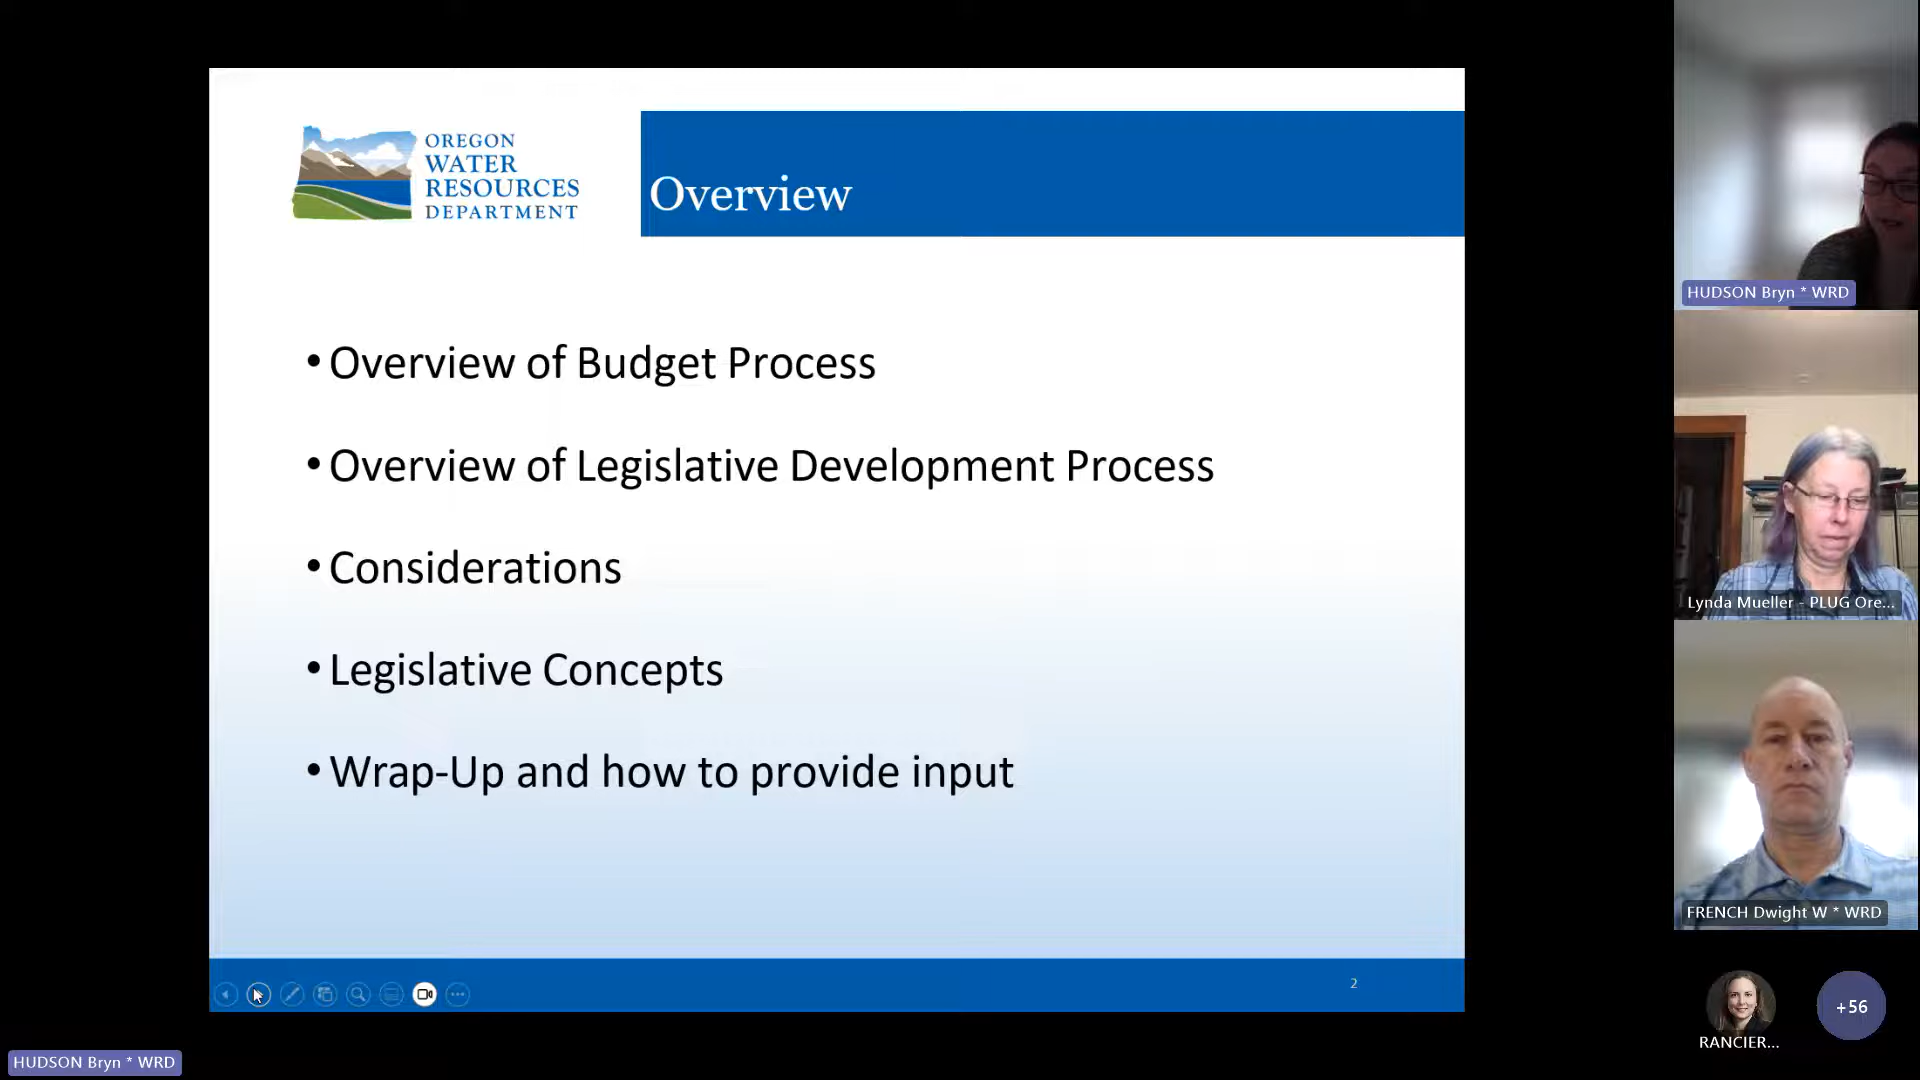 OREGON
WATER
RESOURCES
DEPARTMENT
Overview
• Overview of Budget Process
• Overview of Legislative Development Process
• Considerations
• Legislative Concepts
• Wrap-Up and how to provide input
2
HUDSON Bryn * WRD
Lynda Mueller - PLUG Ore...
FRENCH Dwight W * WRD
RANCIER...
+56
HUDSON Bryn * WRD